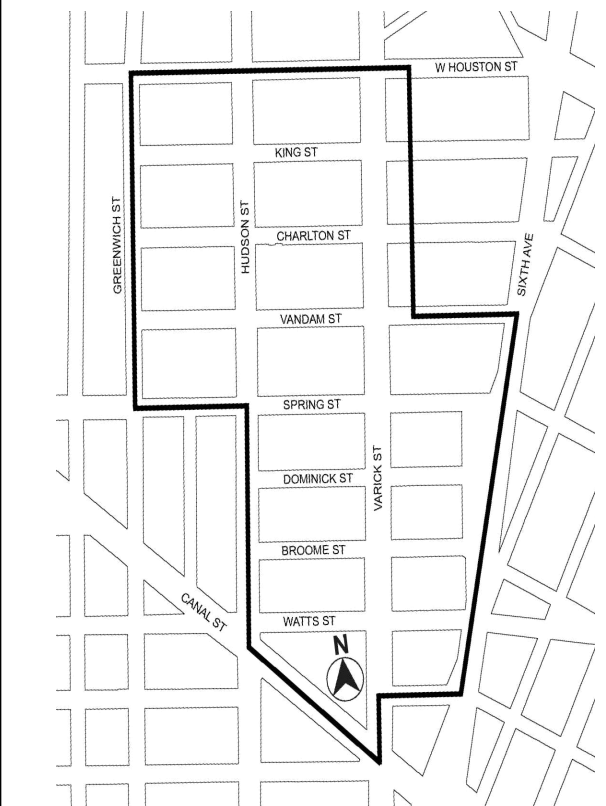 W HOUSTON ST
KING ST
GREENWICH ST
HUDSON ST
CHARLTON ST
SIXTH AVE
VANDAM ST
SPRING ST
VARICK ST
DOMINICK ST
BROOME ST
CANAL ST
WATTS ST
N